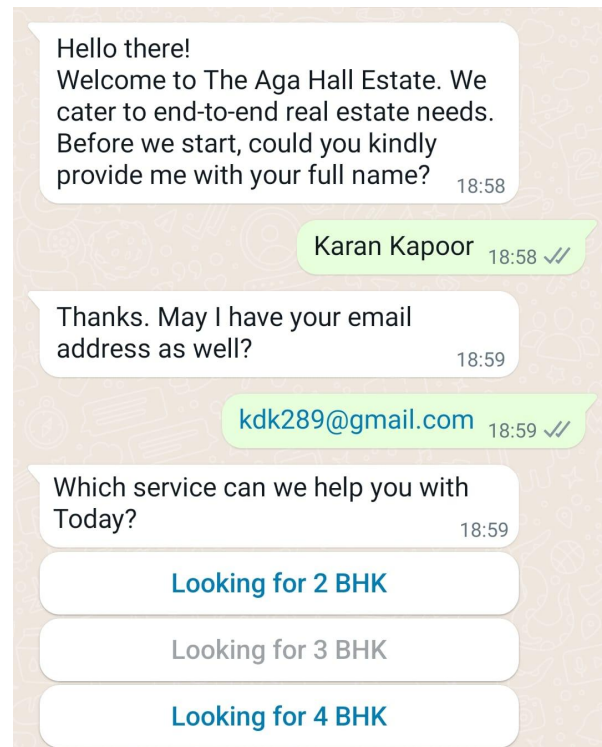 Hello there!
Welcome to The Aga Hall Estate. We
cater to end-to-end real estate needs.
Before we start, could you kindly
provide me with your full name?
18:58
Karan Kapoor
18:58
Thanks. May I have your email
address as well?
18:59
kdk289@gmail.com
18:59
Which service can we help you with
Today?
18:59
Looking for 2 BHK
Looking for 3 BHK
Looking for 4 BHK